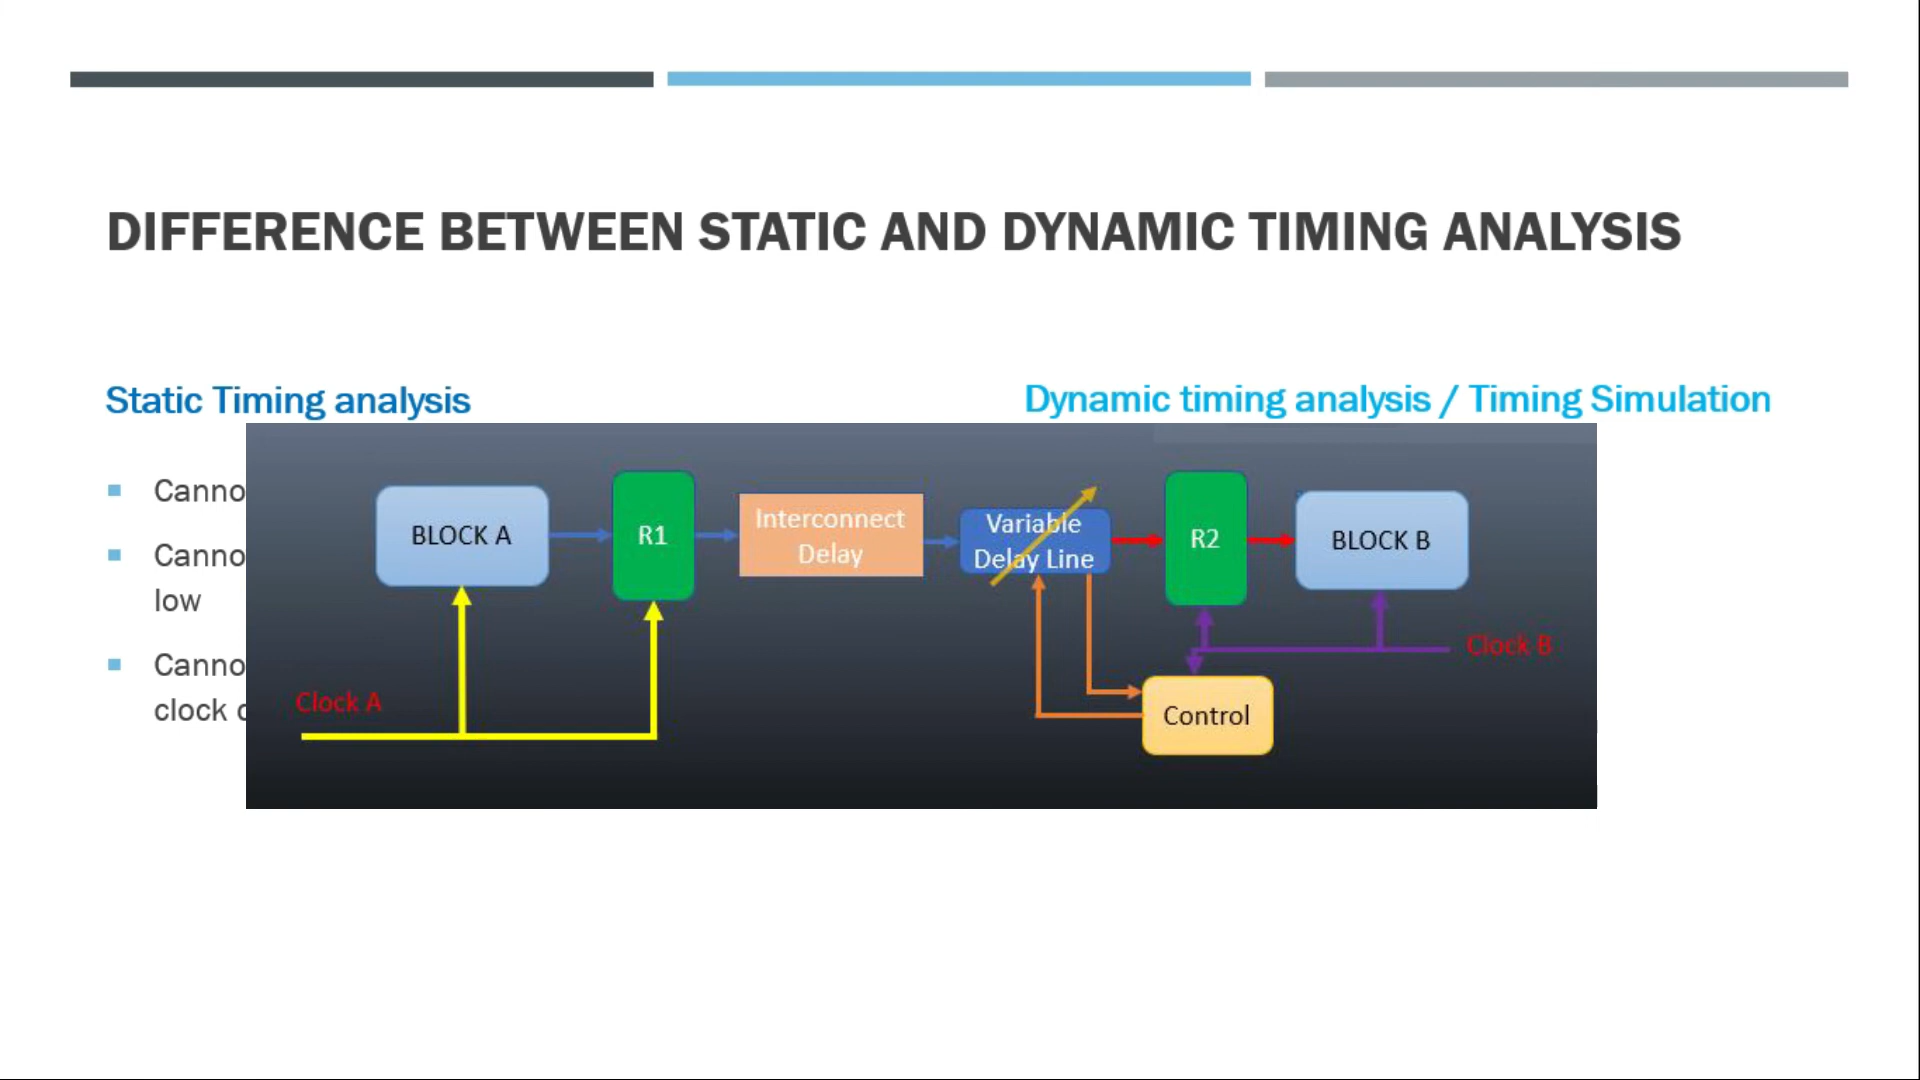 DIFFERENCE BETWEEN STATIC AND DYNAMIC TIMING ANALYSIS
Static Timing analysis
Dynamic timing analysis / Timing Simulation
Canno
Canno
low
Canno
clock
BLOCK A
R1
Interconnect
Delay
Variable
Delay Line
R2
BLOCK B
Clock A
Clock B
Control